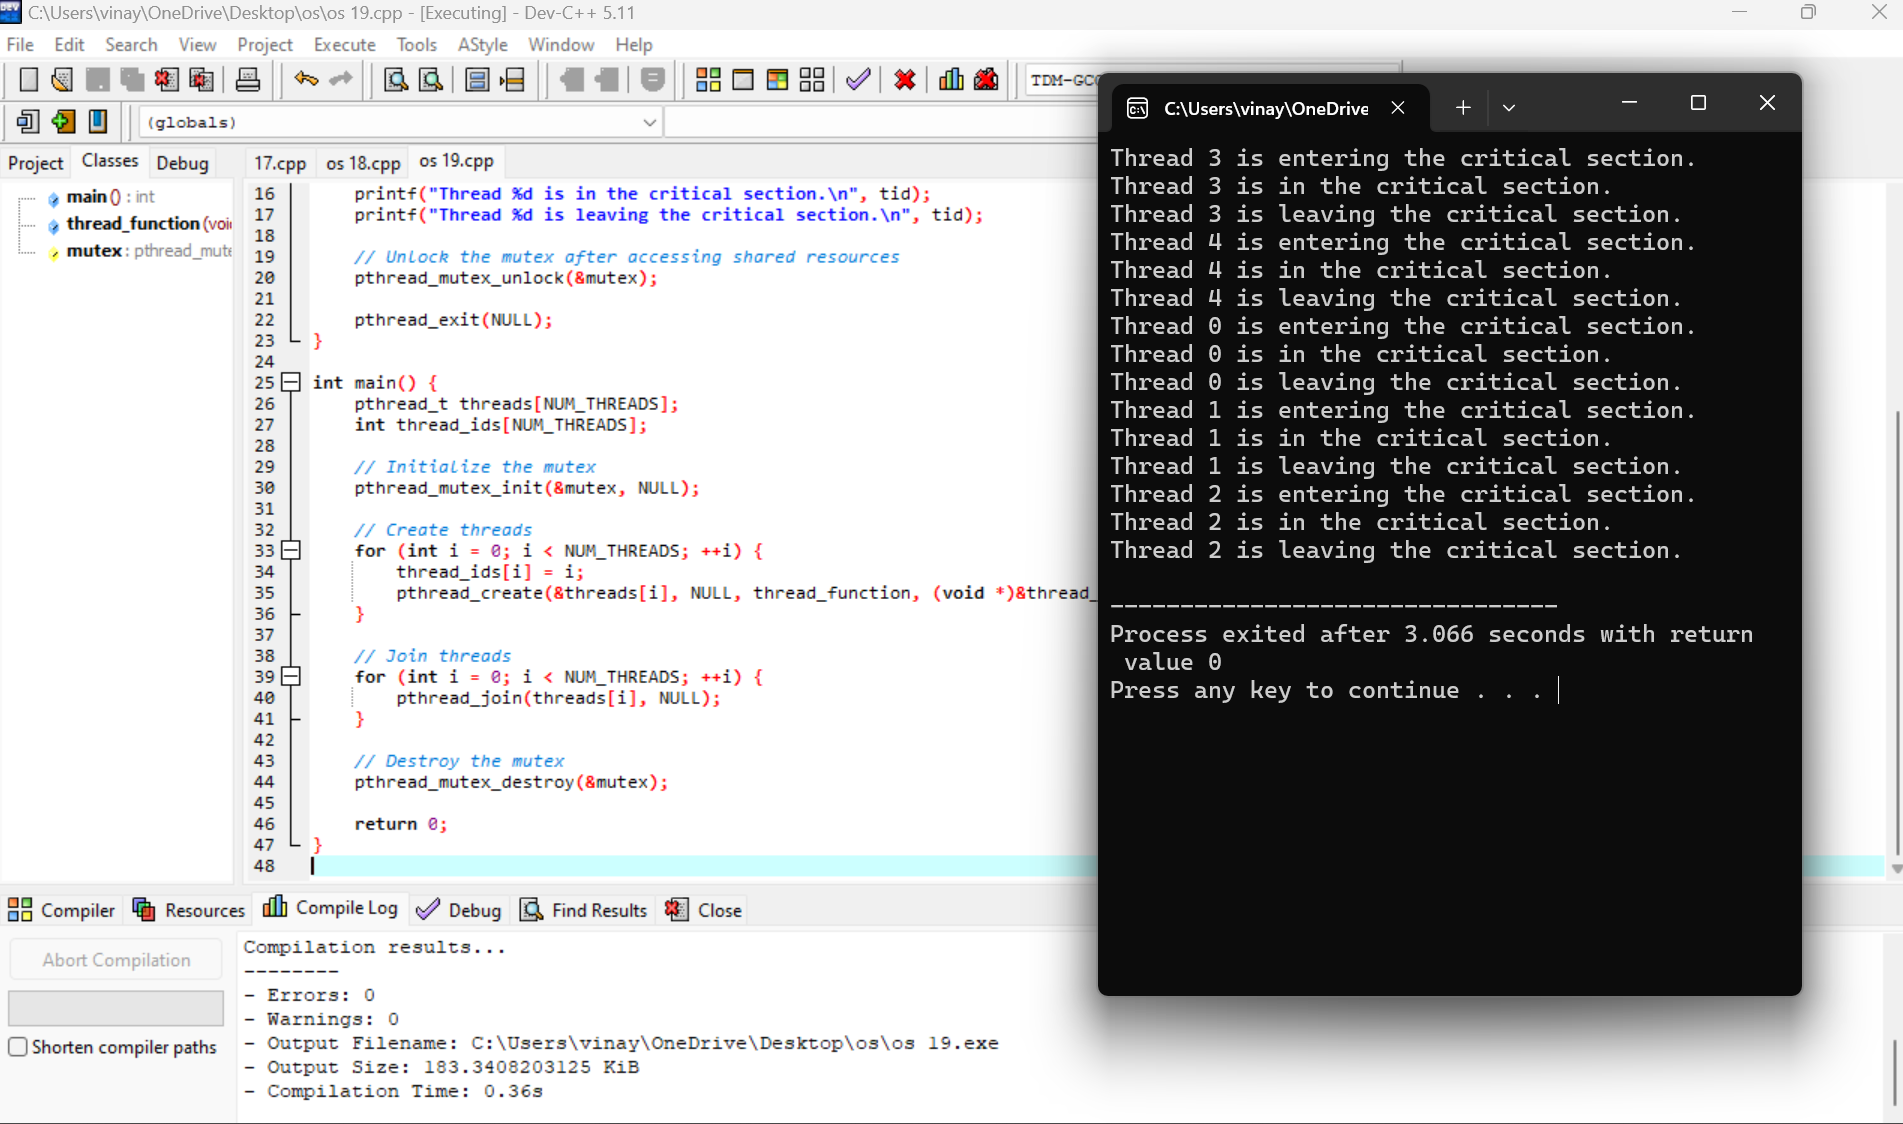 C:\Users\vinay\OneDrive\Desktop\os\os 19.cpp - [Executing] - Dev-C++ 5.11
File Edit Search View Project Execute Tools AStyle Window Help
TDM-GCC
(globals)
Project Classes Debug
17.cpp os 18.cpp os 19.cpp
main () : int
thread_function (voi
mutex : pthread_mute
16 printf("Thread %d is in the critical section.\n", tid);
17 printf("Thread %d is leaving the critical section.\n", tid);
18
19 // Unlock the mutex after accessing shared resources
20 pthread_mutex_unlock(&mutex);
21
22 pthread_exit(NULL);
23 }
24
25 int main() {
26 pthread_t threads[NUM_THREADS];
27 int thread_ids[NUM_THREADS];
28
29 // Initialize the mutex
30 pthread_mutex_init(&mutex, NULL);
31
32 // Create threads
33 for (int i = 0; i < NUM_THREADS; ++i) {
34 thread_ids[i] = i;
35 pthread_create(&threads[i], NULL, thread_function, (void *)&thread_
36 }
37
38 // Join threads
39 for (int i = 0; i < NUM_THREADS; ++i) {
40 pthread_join(threads[i], NULL);
41 }
42
43 // Destroy the mutex
44 pthread_mutex_destroy(&mutex);
45
46 return 0;
47 }
48
C:\Users\vinay\OneDrive
Thread 3 is entering the critical section.
Thread 3 is in the critical section.
Thread 3 is leaving the critical section.
Thread 4 is entering the critical section.
Thread 4 is in the critical section.
Thread 4 is leaving the critical section.
Thread 0 is entering the critical section.
Thread 0 is in the critical section.
Thread 0 is leaving the critical section.
Thread 1 is entering the critical section.
Thread 1 is in the critical section.
Thread 1 is leaving the critical section.
Thread 2 is entering the critical section.
Thread 2 is in the critical section.
Thread 2 is leaving the critical section.
--------------------------------
Process exited after 3.066 seconds with return
value 0
Press any key to continue . . .
Compiler Resources Compile Log Debug Find Results Close
Abort Compilation
Shorten compiler paths
Compilation results...
--------
- Errors: 0
- Warnings: 0
- Output Filename: C:\Users\vinay\OneDrive\Desktop\os\os 19.exe
- Output Size: 183.3408203125 KiB
- Compilation Time: 0.36s